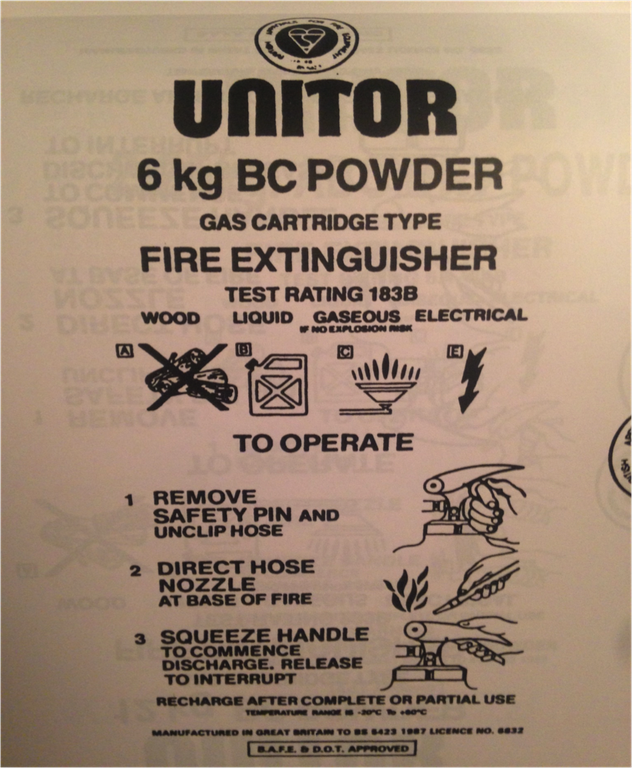 UNITOR
6 kg BC POWDER
GAS CARTRIDGE TYPE
FIRE EXTINGUISHER
TEST RATING 183B
WOOD LIQUID GASEOUS ELECTRICAL
IF NO EXPLOSION RISK
A B C E
TO OPERATE
1 REMOVE
SAFETY PIN AND
UNCLIP HOSE
2 DIRECT HOSE
NOZZLE
AT BASE OF FIRE
3 SQUEEZE HANDLE
TO COMMENCE
DISCHARGE. RELEASE
TO INTERRUPT
RECHARGE AFTER COMPLETE OR PARTIAL USE
TEMPERATURE RANGE IS -20°C To +60°C
MANUFACTURED IN GREAT BRITAIN TO BS 5423 1987 LICENCE NO. 6632
B.A.F.E. & D.O.T. APPROVED